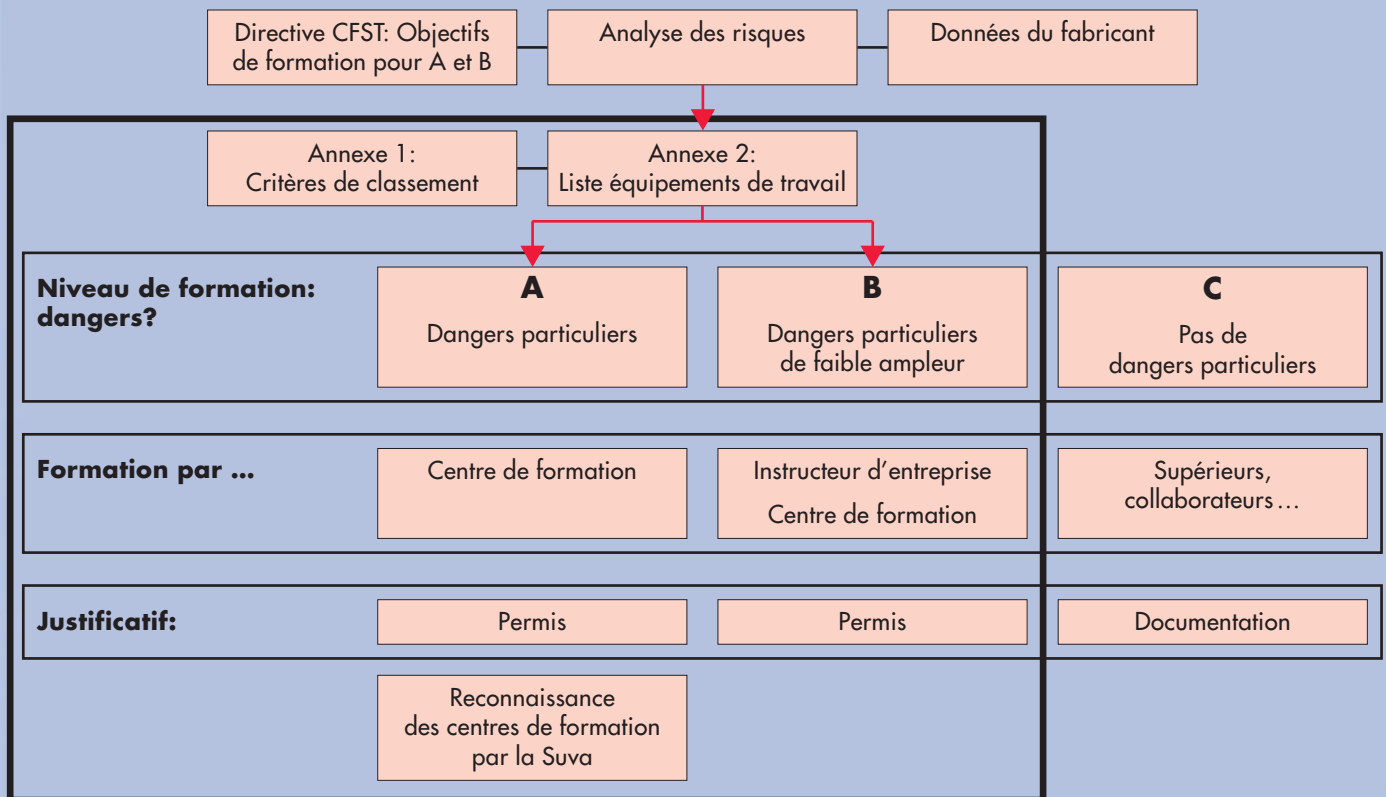 Directive CFST: Objectifs
de formation pour A et B
Analyse des risques
Données du fabricant
Annexe 1:
Critères de classement
Annexe 2:
Liste équipements de travail
Niveau de formation:
dangers?
A
Dangers particuliers
B
Dangers particuliers
de faible ampleur
C
Pas de
dangers particuliers
Formation par ...
Centre de formation
Instructeur d’entreprise
Centre de formation
Supérieurs,
collaborateurs…
Justificatif:
Permis
Permis
Documentation
Reconnaissance
des centres de formation
par la Suva